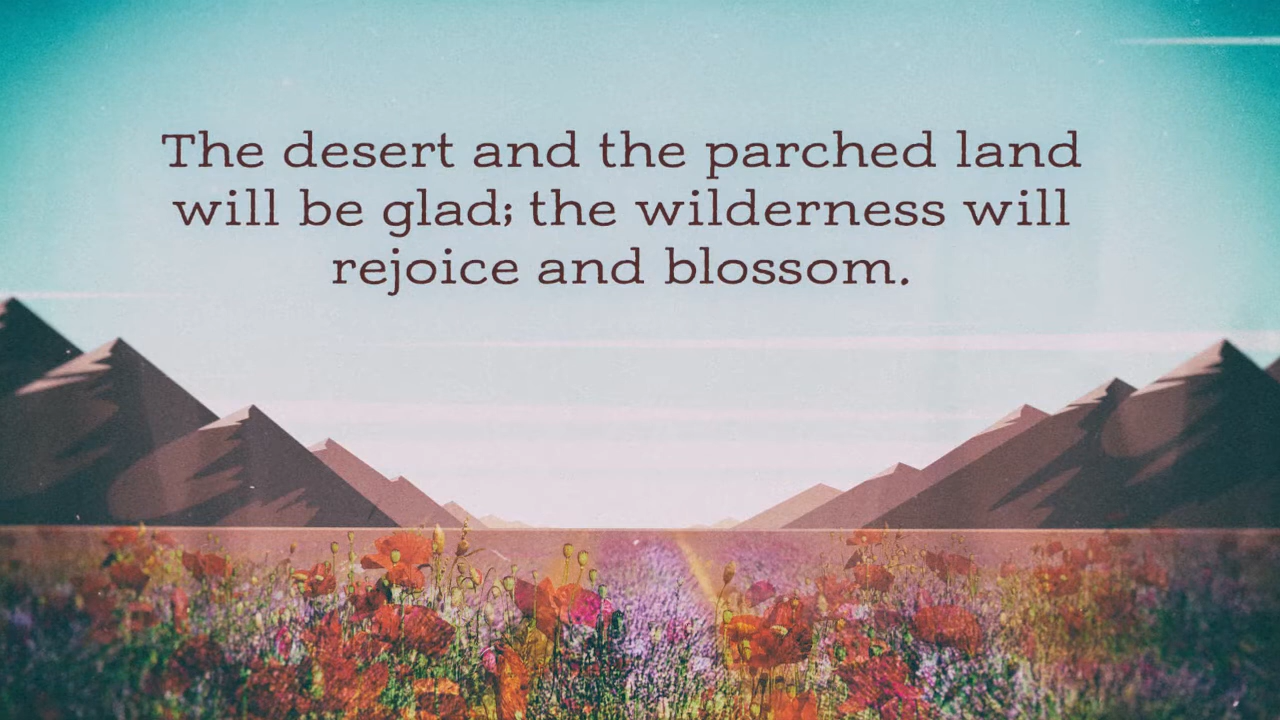 The desert and the parched land
will be glad; the wilderness will
rejoice and blossom.